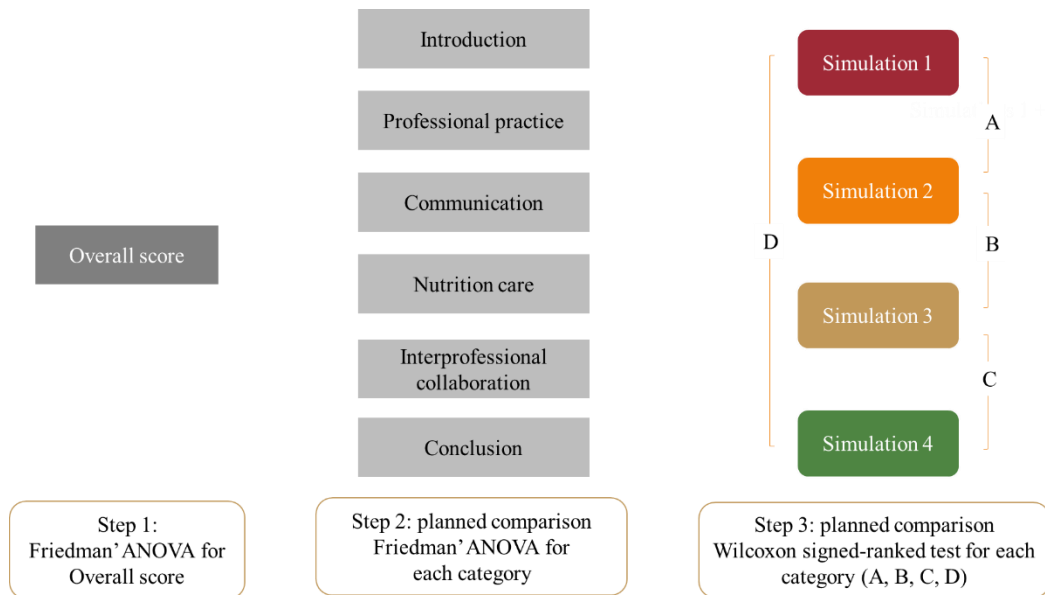 Introduction
Professional practice
Communication
Nutrition care
Interprofessional
collaboration
Conclusion
Overall score
Simulation 1
Simulation 2
Simulation 3
Simulation 4
A
B
C
D
Step 1:
Friedman’ ANOVA for
Overall score
Step 2: planned comparison
Friedman’ ANOVA for
each category
Step 3: planned comparison
Wilcoxon signed-ranked test for each
category (A, B, C, D)